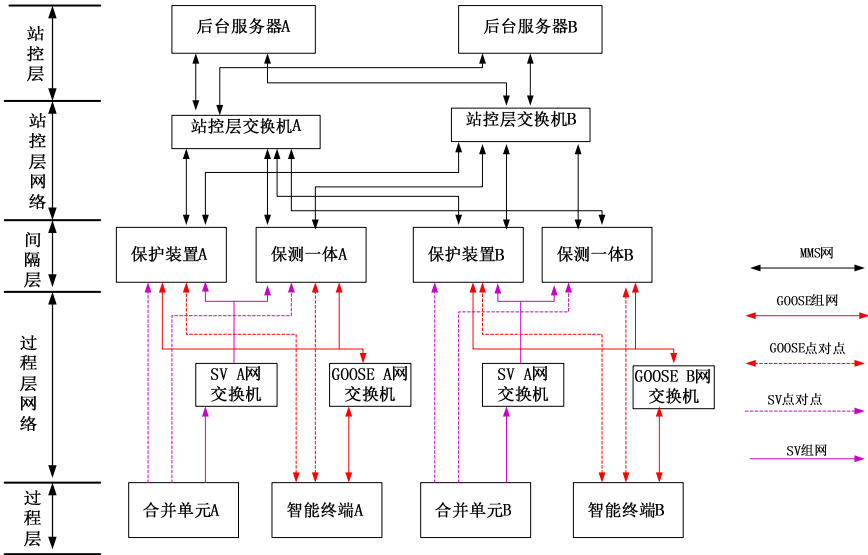 后台服务器A
后台服务器B
站控层
站控层交换机A
站控层交换机B
站控层网络
保护装置A
保测一体A
保护装置B
保测一体B
间隔层
MMS网
GOOSE组网
GOOSE点对点
SV点对点
SV组网
过程层网络
SV A网
交换机
GOOSE A网
交换机
SV A网
交换机
GOOSE B网
交换机
过程层
合并单元A
智能终端A
合并单元B
智能终端B